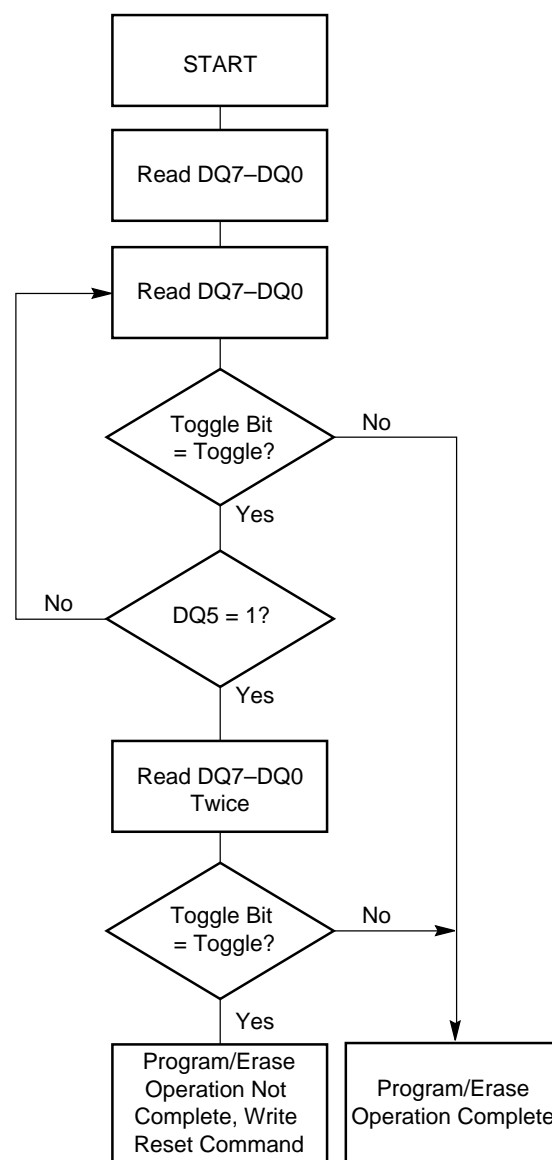 START
Read DQ7–DQ0
Read DQ7–DQ0
Toggle Bit
= Toggle?
No
Yes
No
DQ5 = 1?
Yes
Read DQ7–DQ0
Twice
Toggle Bit
= Toggle?
No
Yes
Program/Erase
Operation Not
Complete, Write
Reset Command
Program/Erase
Operation Complete